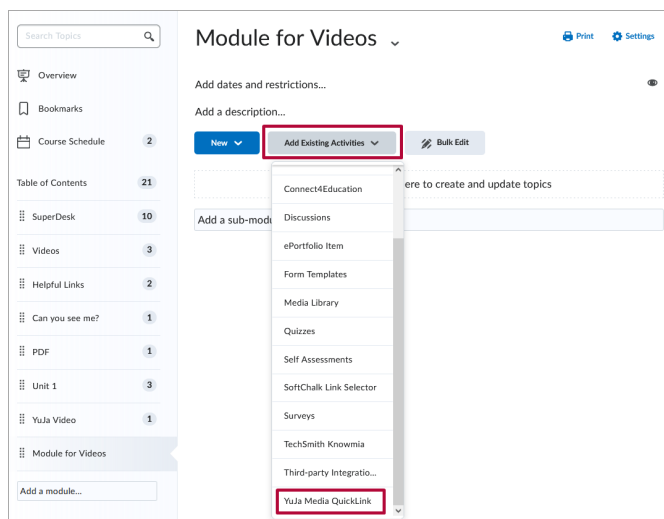 Search Topics
Overview
Bookmarks
Course Schedule 2
Table of Contents 21
SuperDesk 10
Videos 3
Helpful Links 2
Can you see me? 1
PDF 1
Unit 1 3
YuJa Video 1
Module for Videos
Add a module...
Module for Videos
Print Settings
Add dates and restrictions...
Add a description...
New Add Existing Activities Bulk Edit
ere to create and update topics
Add a sub-modu
Connect4Education
Discussions
ePortfolio Item
Form Templates
Media Library
Quizzes
Self Assessments
SoftChalk Link Selector
Surveys
TechSmith Knowmia
Third-party Integratio...
YuJa Media QuickLink